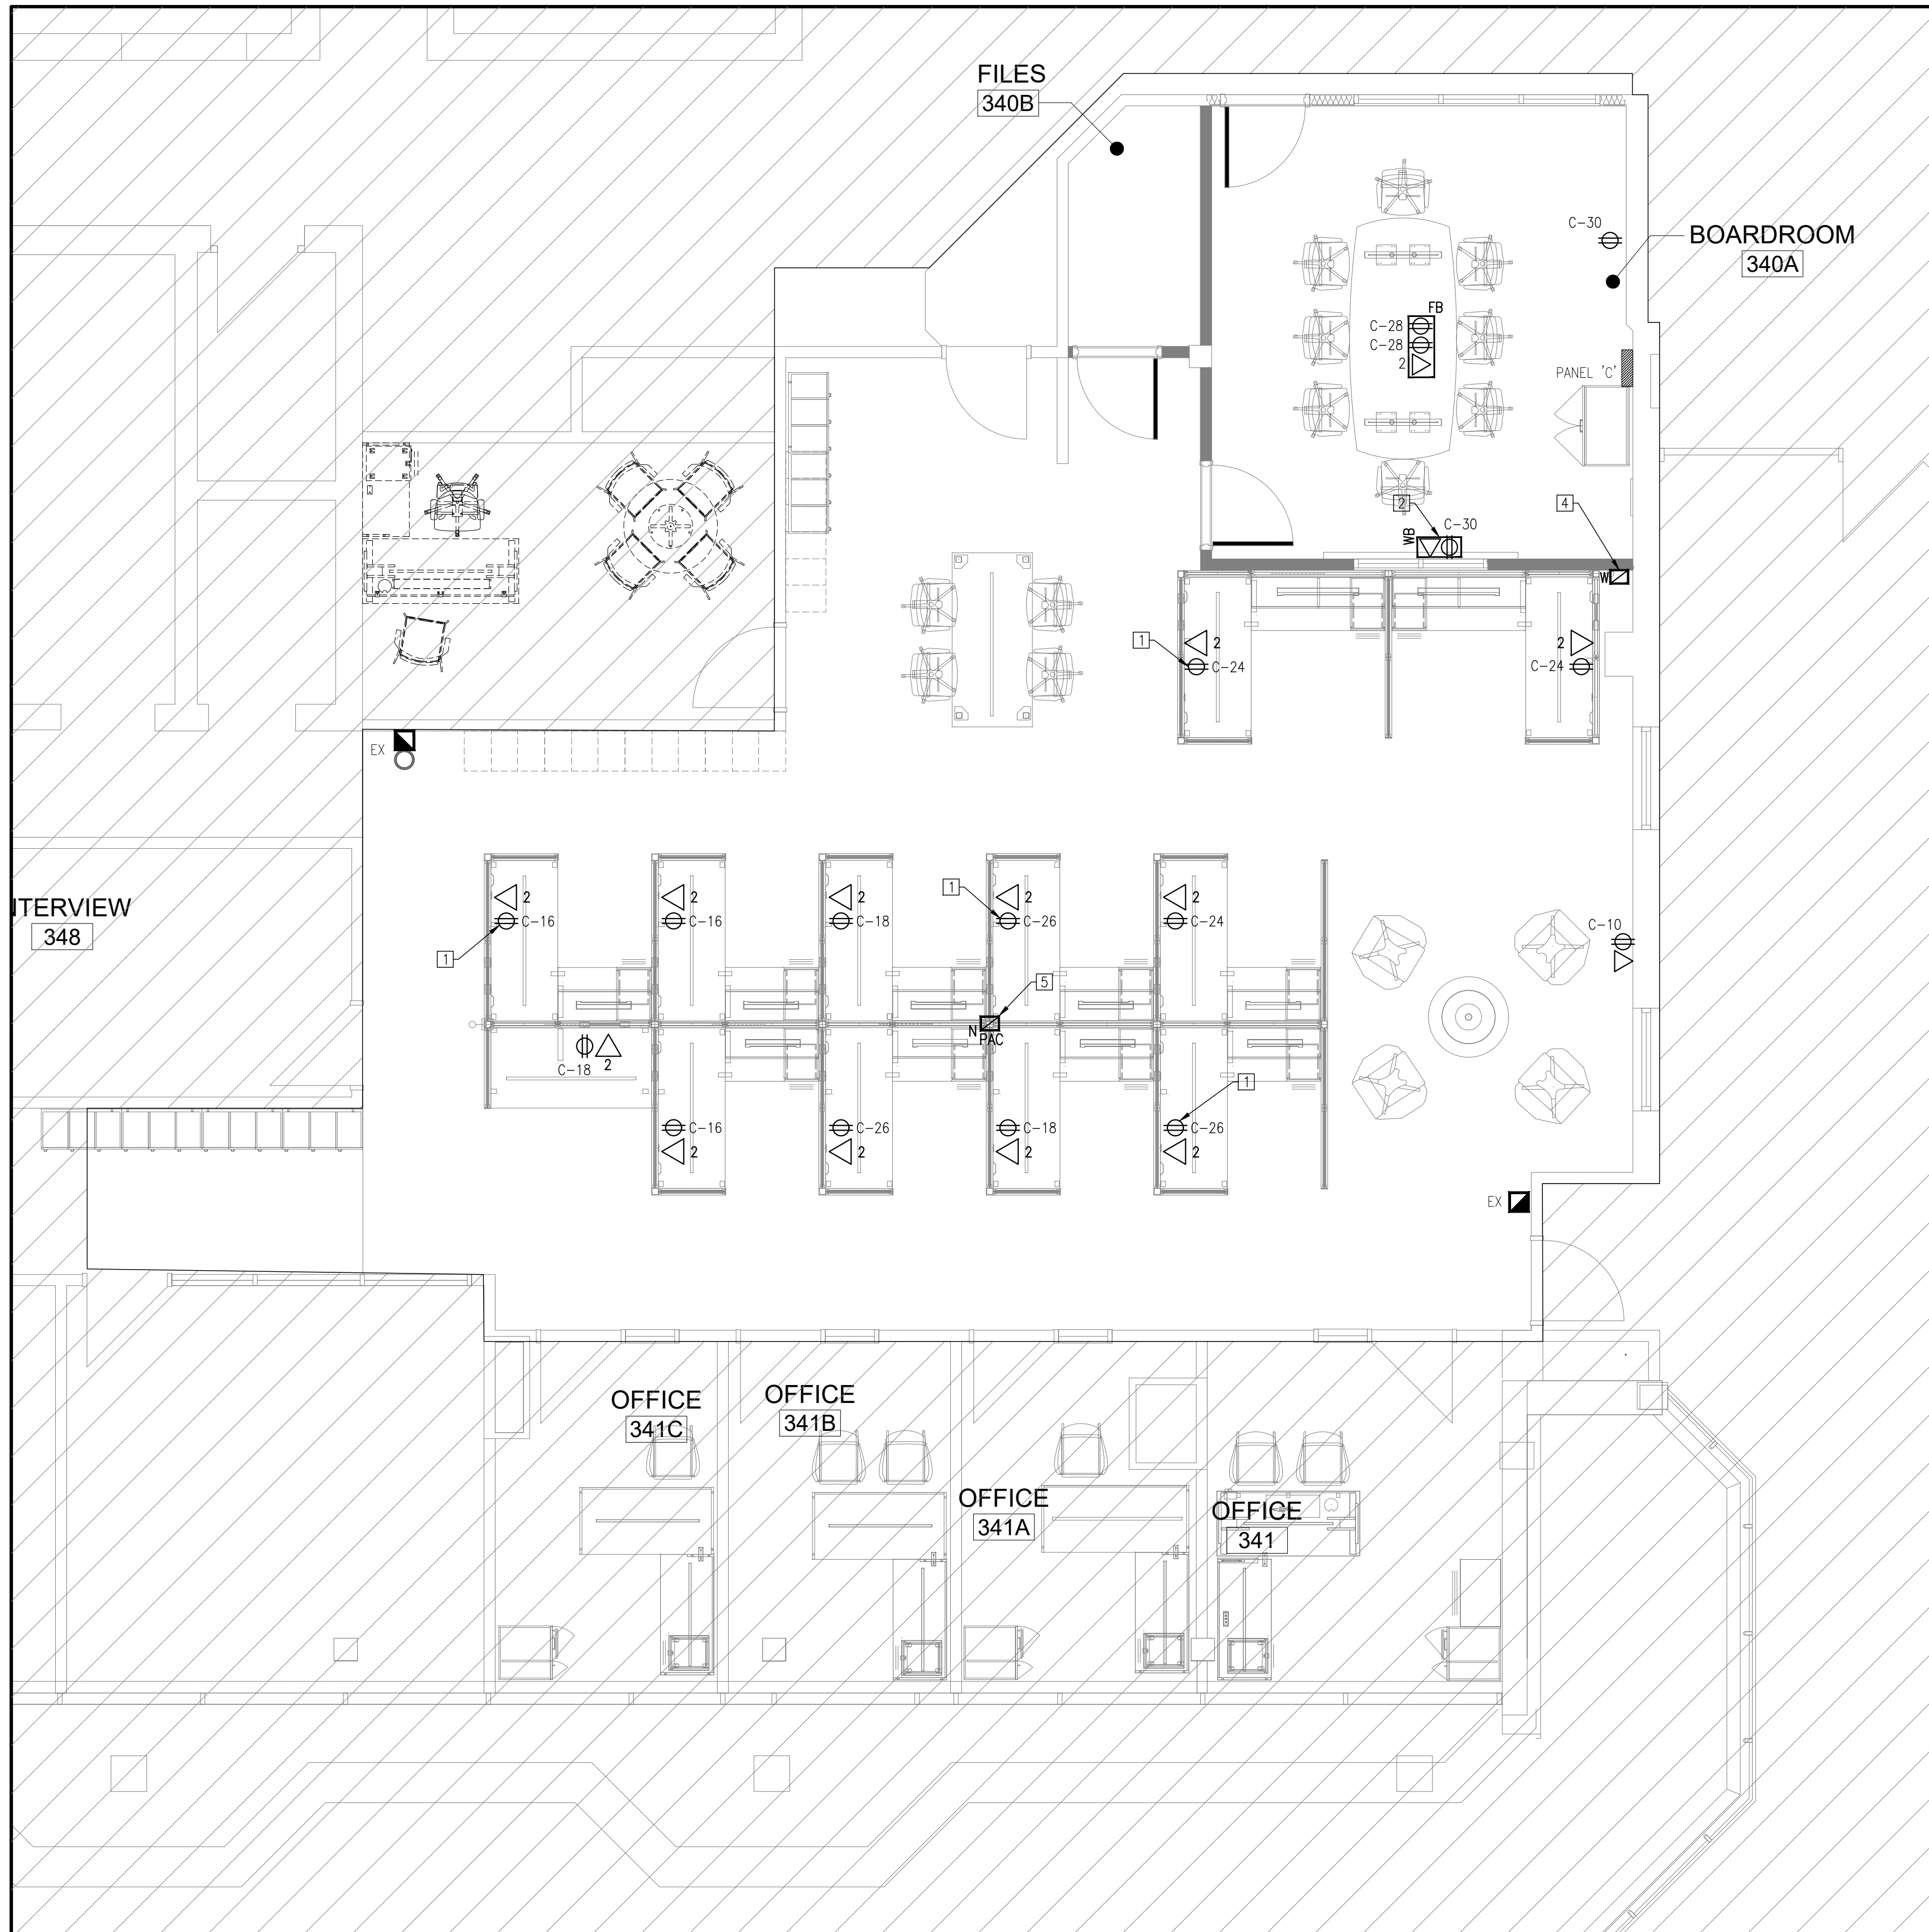 FILES
340B
C-30
BOARDROOM
340A
FB
C-28
C-28
2
PANEL 'C'
2
C-30
WB
4
W
1
2
C-24
2
C-24
EX
2
C-16
2
C-16
2
C-18
1
2
C-26
2
C-24
1
C-10
348
5
N
PAC
C-18
2
1
C-16
2
C-26
2
C-18
2
C-26
2
EX
OFFICE
341C
OFFICE
341B
OFFICE
341A
OFFICE
341